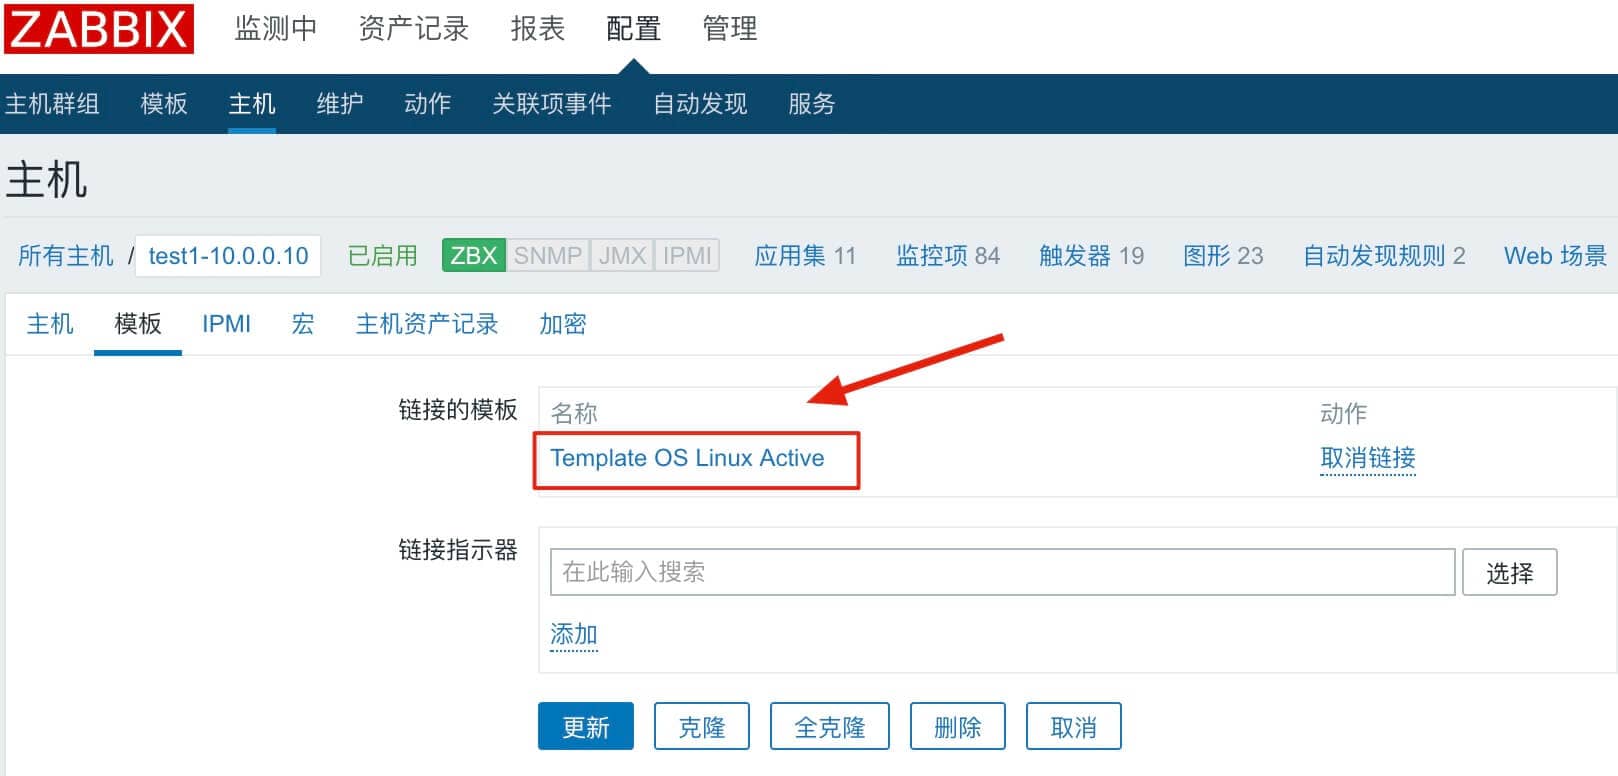 ZABBIX 监测中 资产记录 报表 配置 管理
主机群组 模板 主机 维护 动作 关联项事件 自动发现 服务
主机
所有主机 / test1-10.0.0.10 已启用 ZBX SNMP JMX IPMI 应用集 11 监控项 84 触发器 19 图形 23 自动发现规则 2 Web 场景
主机 模板 IPMI 宏 主机资产记录 加密
链接的模板 名称 动作
Template OS Linux Active 取消链接
链接指示器
在此输入搜索 选择
添加
更新 克隆 全克隆 删除 取消